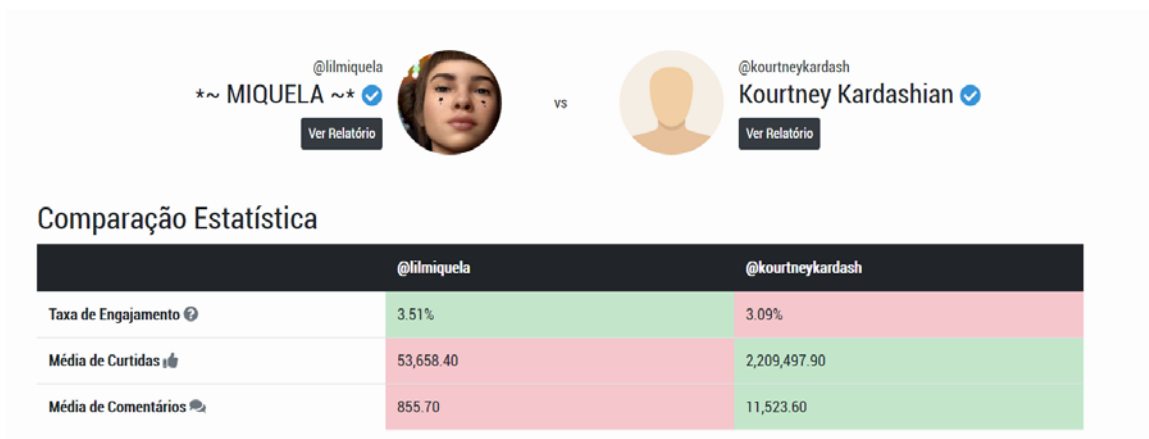 @lilmiquela
*~ MIQUELA ~*
Ver Relatório
vs
@kourtneykardash
Kourtney Kardashian
Ver Relatório
Comparação Estatística
@lilmiquela @kourtneykardash
Taxa de Engajamento 3.51% 3.09%
Média de Curtidas 53,658.40 2,209,497.90
Média de Comentários 855.70 11,523.60